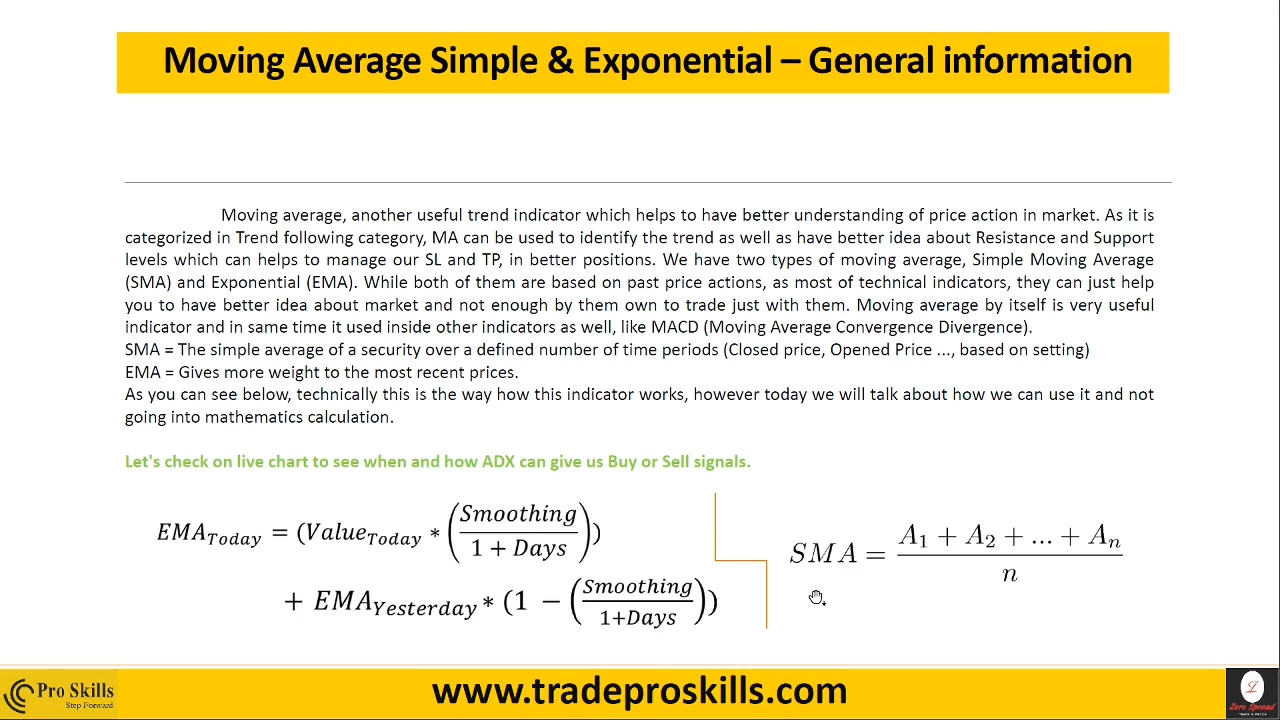 Moving Average Simple & Exponential – General information
Moving average, another useful trend indicator which helps to have better understanding of price action in market. As it is
categorized in Trend following category, MA can be used to identify the trend as well as have better idea about Resistance and Support
levels which can helps to manage our SL and TP, in better positions. We have two types of moving average, Simple Moving Average
(SMA) and Exponential (EMA). While both of them are based on past price actions, as most of technical indicators, they can just help
you to have better idea about market and not enough by them own to trade just with them. Moving average by itself is very useful
indicator and in same time it used inside other indicators as well, like MACD (Moving Average Convergence Divergence).
SMA = The simple average of a security over a defined number of time periods (Closed price, Opened Price ..., based on setting)
EMA = Gives more weight to the most recent prices.
As you can see below, technically this is the way how this indicator works, however today we will talk about how we can use it and not
going into mathematics calculation.
Let's check on live chart to see when and how ADX can give us Buy or Sell signals.
EMA_Today = (Value_Today * (Smoothing / 1 + Days))
+ EMA_Yesterday * (1 − (Smoothing / 1+Days))
SMA = A_1 + A_2 + ... + A_n / n
Pro Skills
Step Forward
www.tradeproskills.com
Z
Zero Spread